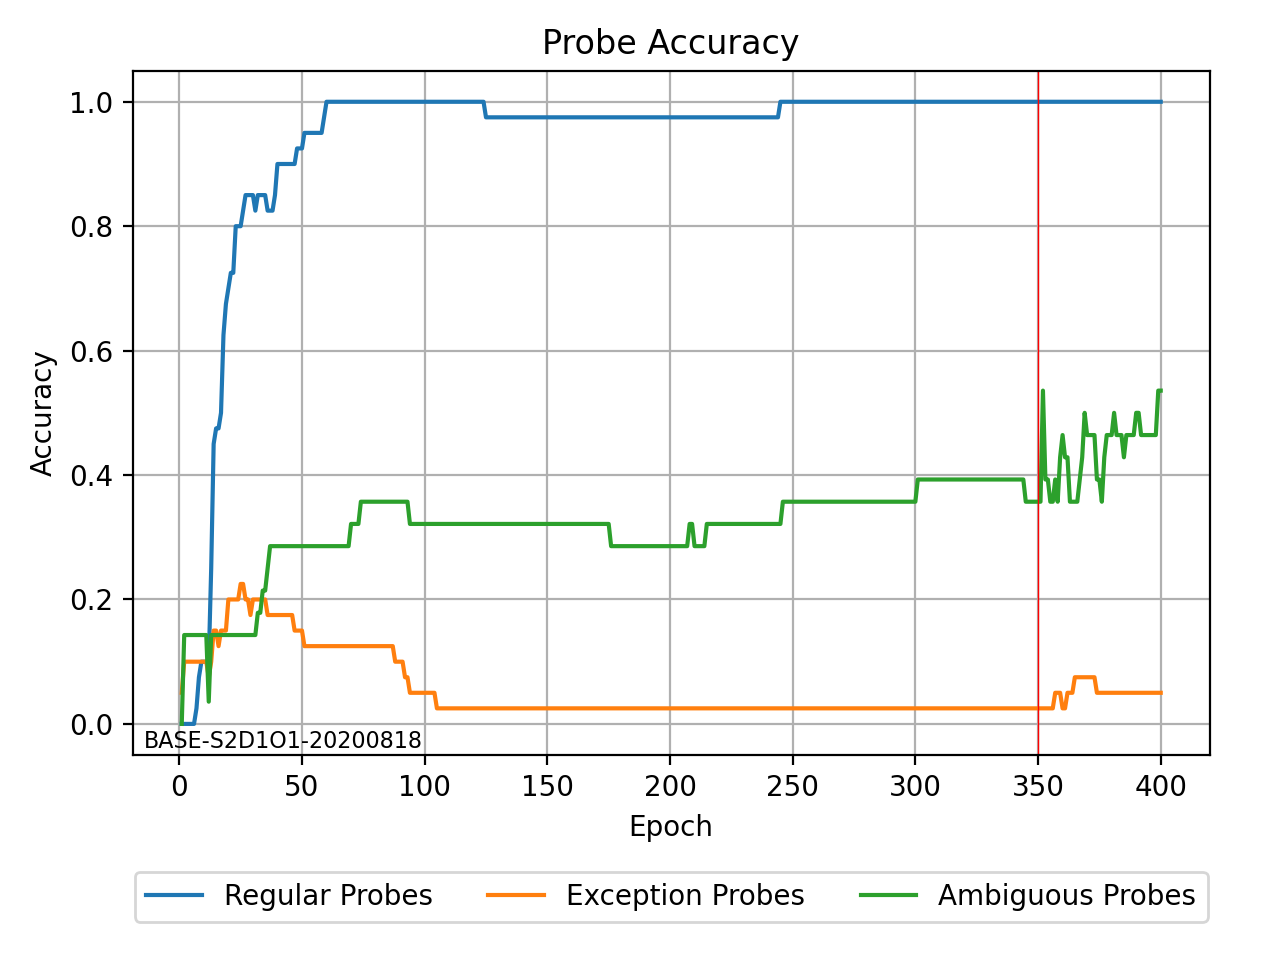 Probe Accuracy
1.0
0.8
0.6
0.4
0.2
0.0
Accuracy
BASE-S2D1O1-20200818
0 50 100 150 200 250 300 350 400
Epoch
Regular Probes Exception Probes Ambiguous Probes